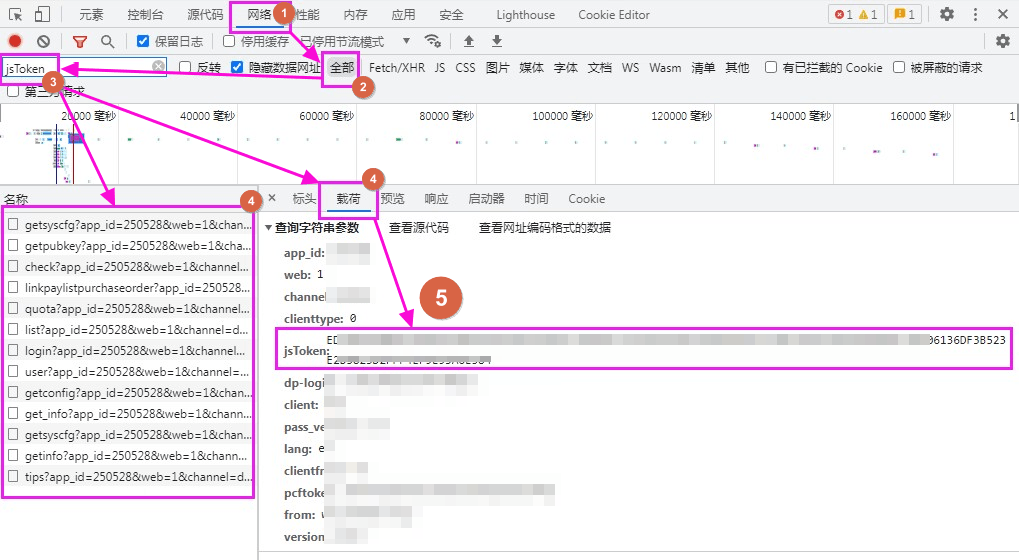 元素 控制台 源代码 网络 1 性能 内存 应用 安全 Lighthouse Cookie Editor 1 1 1
保留日志 停用缓存 已停用节流模式
jsToken 反转 隐藏数据网址 全部 Fetch/XHR JS CSS 图片 媒体 字体 文档 WS Wasm 清单 其他 有已拦截的 Cookie 被屏蔽的请求
3 2
第三方请求
20000 毫秒 40000 毫秒 60000 毫秒 80000 毫秒 100000 毫秒 120000 毫秒 140000 毫秒 160000 毫秒 1
名称 4
getsyscfg?app_id=250528&web=1&chan...
getpubkey?app_id=250528&web=1&cha...
check?app_id=250528&web=1&channel...
linkpaylistpurchaseorder?app_id=25052...
quota?app_id=250528&web=1&chann...
list?app_id=250528&web=1&channel=d...
login?app_id=250528&web=1&channel...
user?app_id=250528&web=1&channel=...
getconfig?app_id=250528&web=1&cha...
get_info?app_id=250528&web=1&chann...
getsyscfg?app_id=250528&web=1&chan...
getinfo?app_id=250528&web=1&chann...
tips?app_id=250528&web=1&channel=d...
4
标头 载荷 预览 响应 启动器 时间 Cookie
查询字符串参数 查看源代码 查看网址编码格式的数据
app_id:
web: 1
channel
clienttype: 0
5
jsToken: ED 06136DF3B523
dp-logi
client:
pass_ve
lang: e
clientfr
pcftoke
from:
version